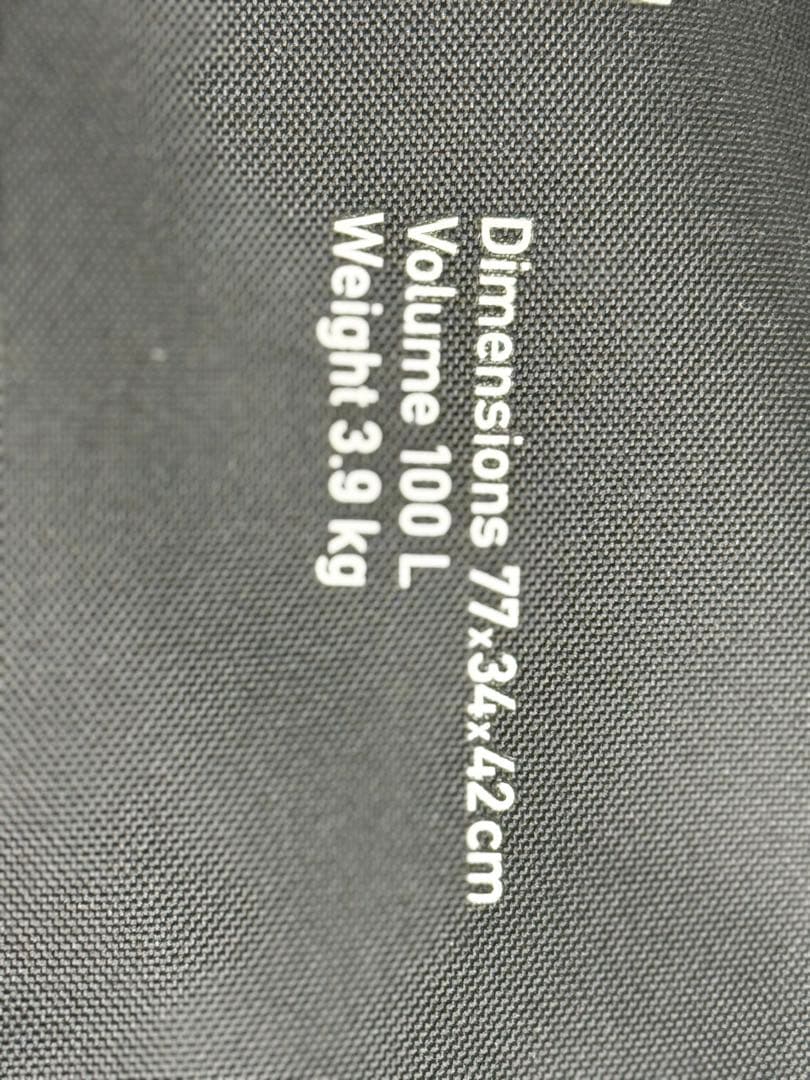 Dimensions 77x34x42cm
Volume 100 L
Weight 3.9 kg